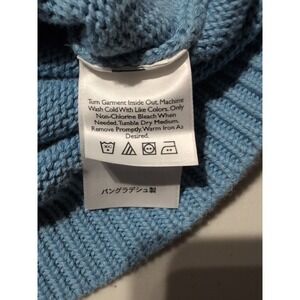 Turn Garment Inside Out. Machine
Wash Cold With Like Colors. Only
Non-Chlorine Bleach When
Needed. Tumble Dry Medium.
Remove Promptly. Warm Iron As
Desired.
バングラデシュ製